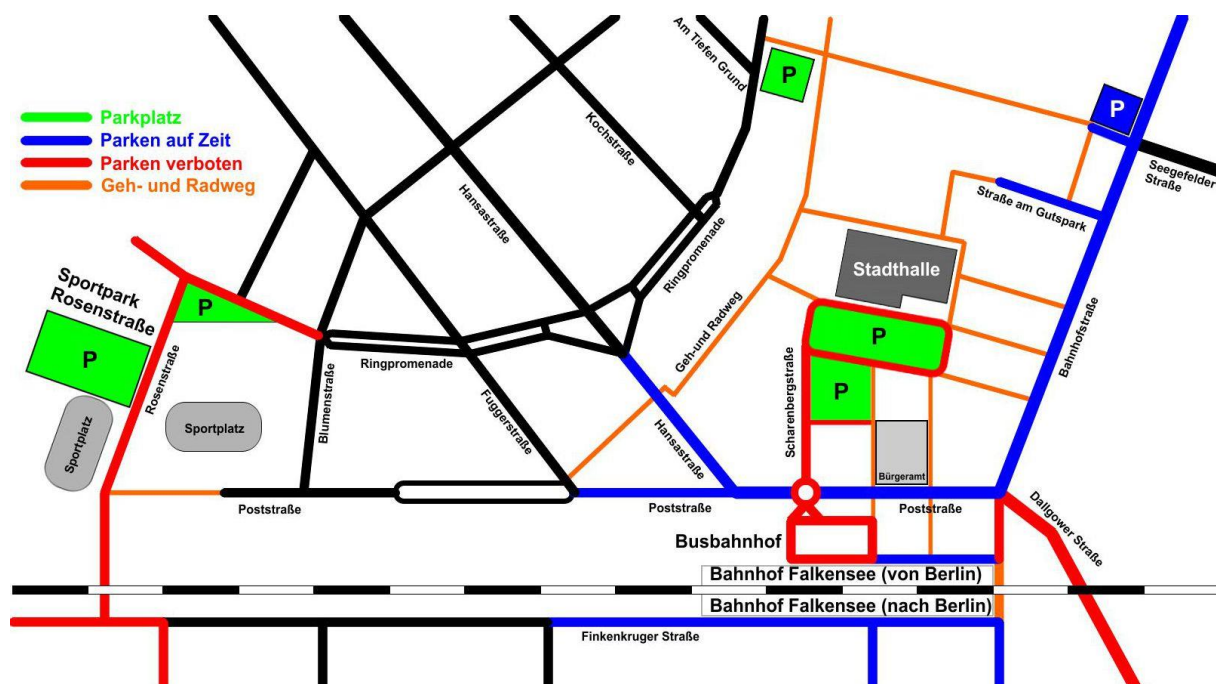 Parkplatz
Parken auf Zeit
Parken verboten
Geh- und Radweg
Am Tiefen Grund
P
P
Kochstraße
Seegefelder
Straße
Hansastraße
Straße am Gutspark
Ringpromenade
Stadthalle
Sportpark
Rosenstraße
P
P
Geh-und Radweg
P
Bahnhofstraße
Rosenstraße
Ringpromenade
P
Blumenstraße
Fuggerstraße
Scharenbergstraße
Sportplatz
Sportplatz
Hansastraße
Bürgeramt
Poststraße
Poststraße
Poststraße
Dallgower Straße
Busbahnhof
Bahnhof Falkensee (von Berlin)
Bahnhof Falkensee (nach Berlin)
Finkenkruger Straße